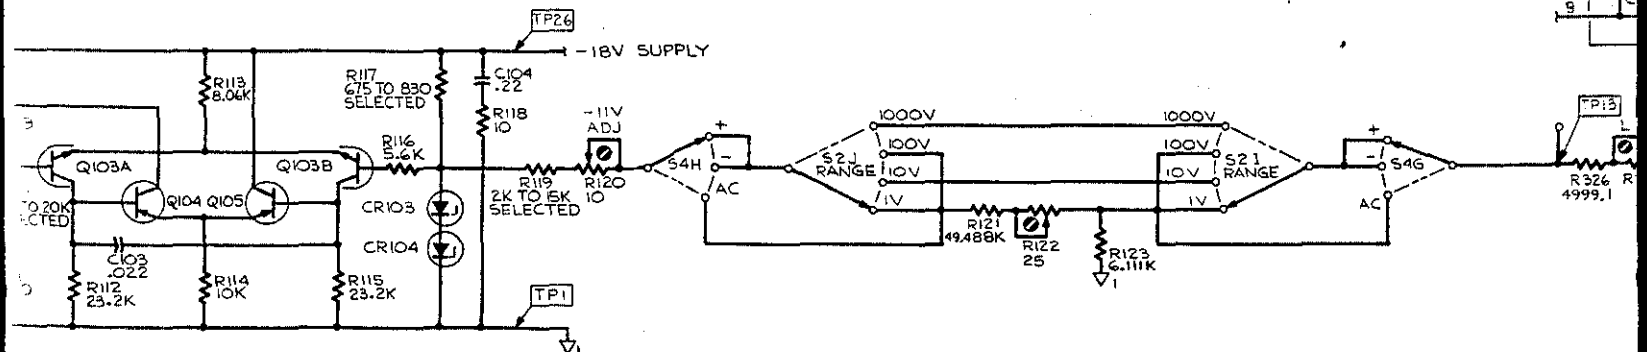 9
TP26
-18V SUPPLY
R113
8.06K
R117
675 TO 830
SELECTED
C104
.22
R118
10
-11V
ADJ
TP13
1000V
1000V
+
+
R116
5.6K
100V
100V
S4H
-
S2J
RANGE
S2I
RANGE
-
S4G
Q103A
Q103B
10V
10V
R119
2K TO 15K
SELECTED
R120
10
AC
AC
R326
4999.1
TO 20K
Q104
Q105
CR103
1V
1V
CR104
R121
49.488K
R122
25
R123
6.111K
1
C103
.022
R112
23.2K
R114
10K
R115
23.2K
TP1